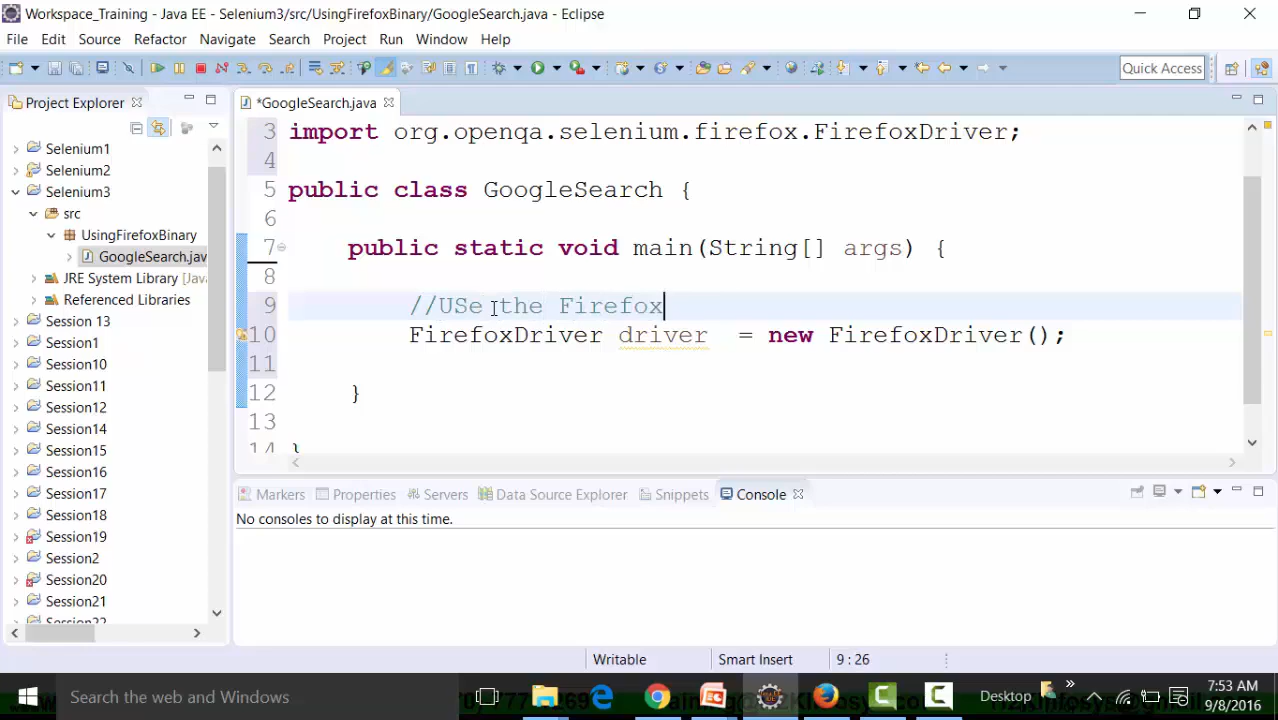 Workspace_Training - Java EE - Selenium3/src/UsingFirefoxBinary/GoogleSearch.java - Eclipse
File Edit Source Refactor Navigate Search Project Run Window Help
Quick Access
Project Explorer
*GoogleSearch.java
Selenium1
Selenium2
Selenium3
src
UsingFirefoxBinary
GoogleSearch.jav
JRE System Library [Java
Referenced Libraries
Session 13
Session1
Session10
Session11
Session12
Session14
Session15
Session16
Session17
Session18
Session19
Session2
Session20
Session21
Session22
3 import org.openqa.selenium.firefox.FirefoxDriver;
4
5 public class GoogleSearch {
6
7 public static void main(String[] args) {
8
9 //USe the Firefox
10 FirefoxDriver driver = new FirefoxDriver();
11
12 }
13
14 }
Markers Properties Servers Data Source Explorer Snippets Console
No consoles to display at this time.
Writable Smart Insert 9 : 26
Search the web and Windows
Desktop
7:53 AM
9/8/2016